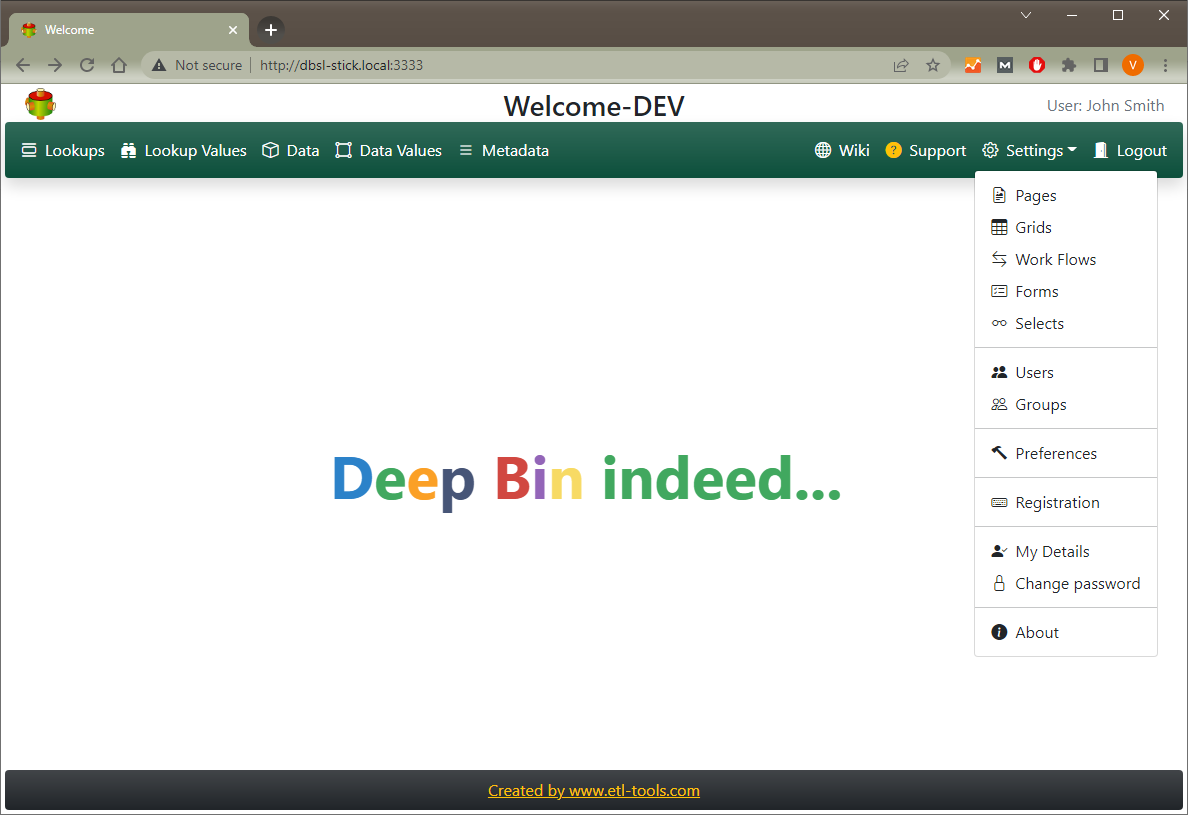 Welcome
Not secure | http://dbsl-stick.local:3333
V
Welcome-DEV
User: John Smith
Lookups Lookup Values Data Data Values Metadata Wiki ? Support Settings Logout
Pages
Grids
Work Flows
Forms
Selects
Users
Groups
Preferences
Registration
My Details
Change password
About
Deep Bin indeed...
Created by www.etl-tools.com